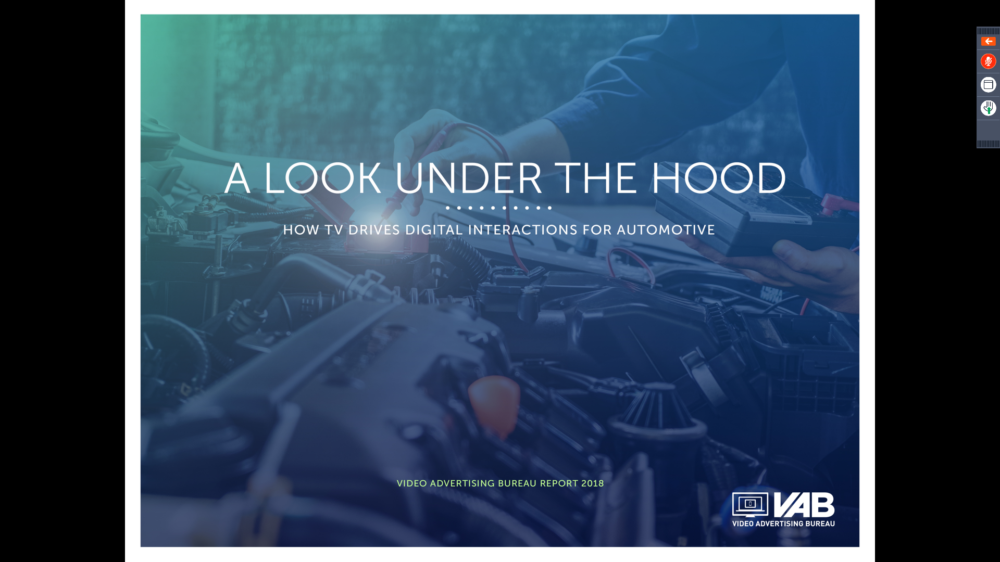 A LOOK UNDER THE HOOD
HOW TV DRIVES DIGITAL INTERACTIONS FOR AUTOMOTIVE
VIDEO ADVERTISING BUREAU REPORT 2018
VAB
VIDEO ADVERTISING BUREAU